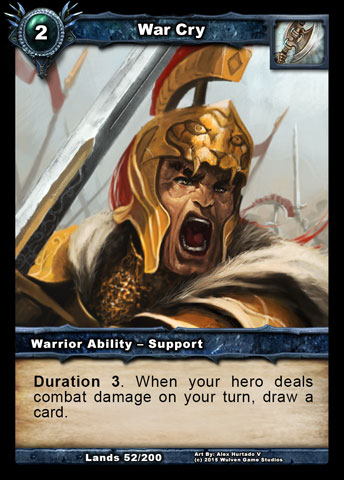 2
War Cry
Warrior Ability – Support
Duration 3. When your hero deals
combat damage on your turn, draw a
card.
Lands 52/200
Art By: Alex Hurtado V
(c) 2015 Wulven Game Studios